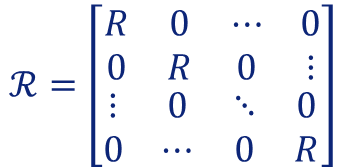 R 0 ⋯ 0
0 R 0 ⋮
ℛ = ⋮ 0 ⋱ 0
0 ⋯ 0 R